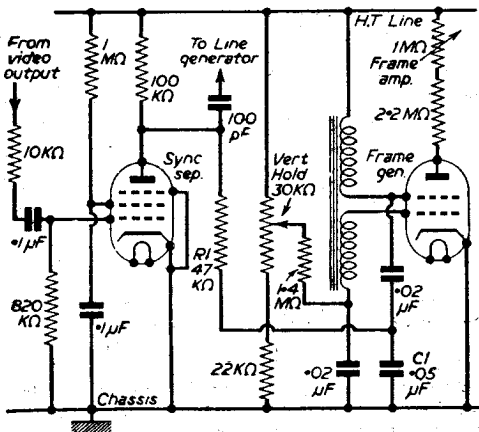 From
video
output
1
MΩ
100
KΩ
To Line
generator
100
pF
H.T Line
1MΩ
Frame
amp.
2·2MΩ
10KΩ
Sync
sep.
Vert
Hold
30KΩ
Frame
gen.
·1μF
R1
47
KΩ
1·4
MΩ
·02
μF
820
KΩ
·1μF
22KΩ
·02
μF
C1
·05
μF
Chassis